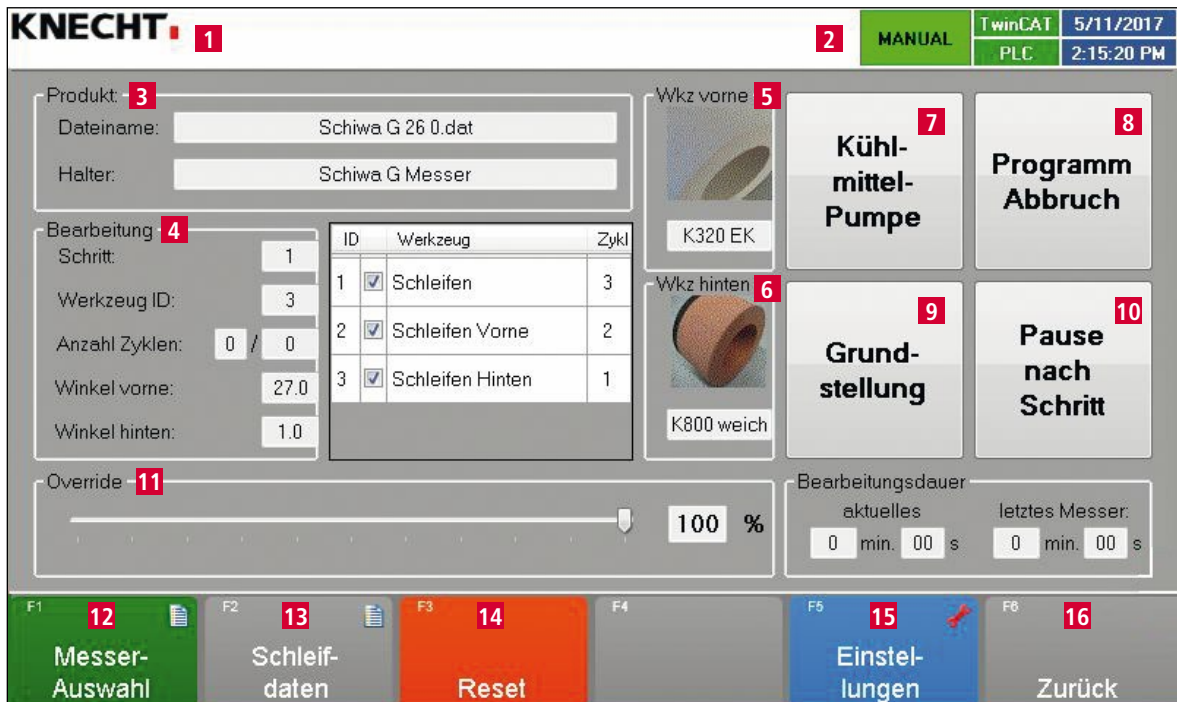 KNECHT
1
2
MANUAL
TwinCAT
PLC
5/11/2017
2:15:20 PM
Produkt: 3
Dateiname: Schiwa G 26 0.dat
Halter: Schiwa G Messer
Bearbeitung 4
Schritt: 1
Werkzeug ID: 3
Anzahl Zyklen: 0 / 0
Winkel vorne: 27.0
Winkel hinten: 1.0
ID Werkzeug Zykl
1 Schleifen 3
2 Schleifen Vorne 2
3 Schleifen Hinten 1
Wkz vorne 5
K320 EK
Wkz hinten 6
K800 weich
7
Kühl-
mittel-
Pumpe
8
Programm
Abbruch
9
Grund-
stellung
10
Pause
nach
Schritt
Override 11
100 %
Bearbeitungsdauer
aktuelles
0 min. 00 s
letztes Messer:
0 min. 00 s
F1 12
Messer-
Auswahl
F2 13
Schleif-
daten
F3 14
Reset
F4
F5 15
Einstel-
lungen
F6 16
Zurück